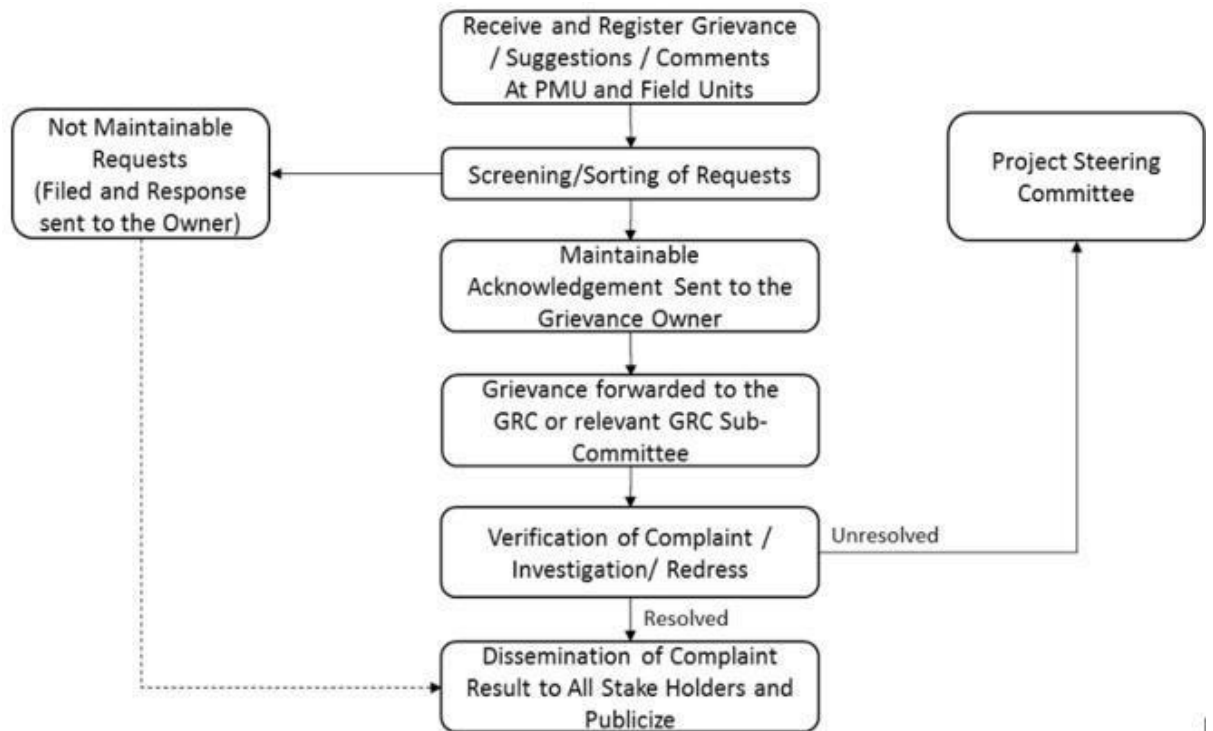 Receive and Register Grievance
/ Suggestions / Comments
At PMU and Field Units
Not Maintainable
Requests
(Filed and Response
sent to the Owner)
Screening/Sorting of Requests
Project Steering
Committee
Maintainable
Acknowledgement Sent to the
Grievance Owner
Grievance forwarded to the
GRC or relevant GRC Sub-
Committee
Verification of Complaint /
Investigation/ Redress
Unresolved
Resolved
Dissemination of Complaint
Result to All Stake Holders and
Publicize